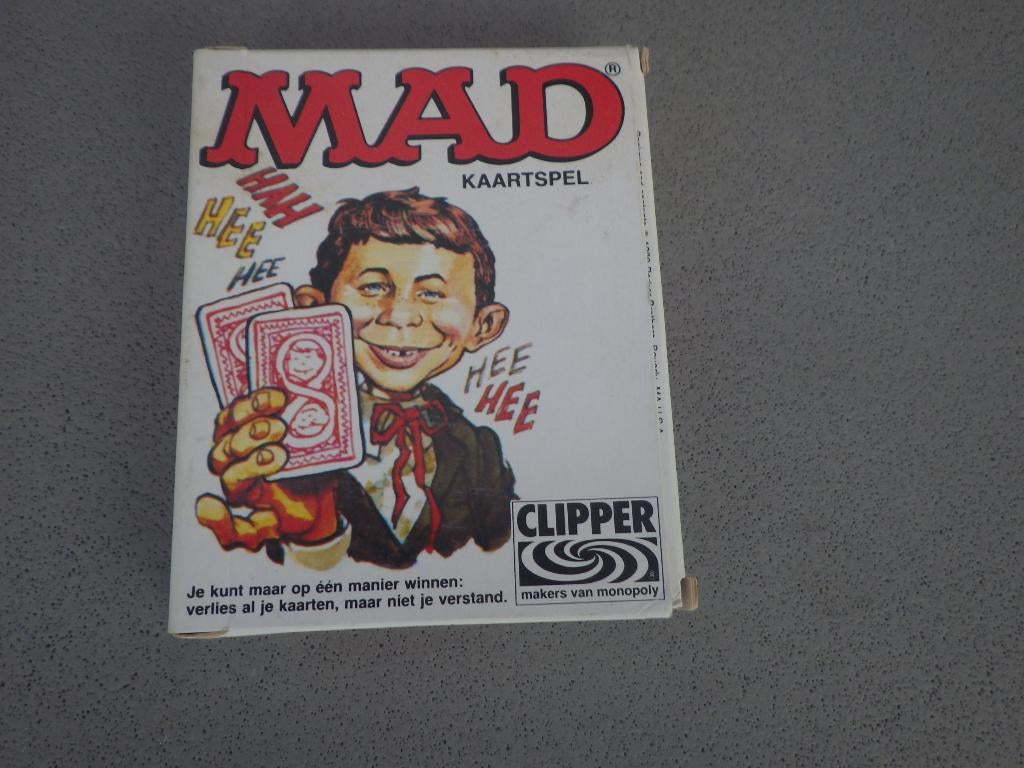 MAD®
KAARTSPEL
HAH
HEE
HEE
HEE
HEE
CLIPPER
makers van monopoly
Je kunt maar op één manier winnen:
verlies al je kaarten, maar niet je verstand.